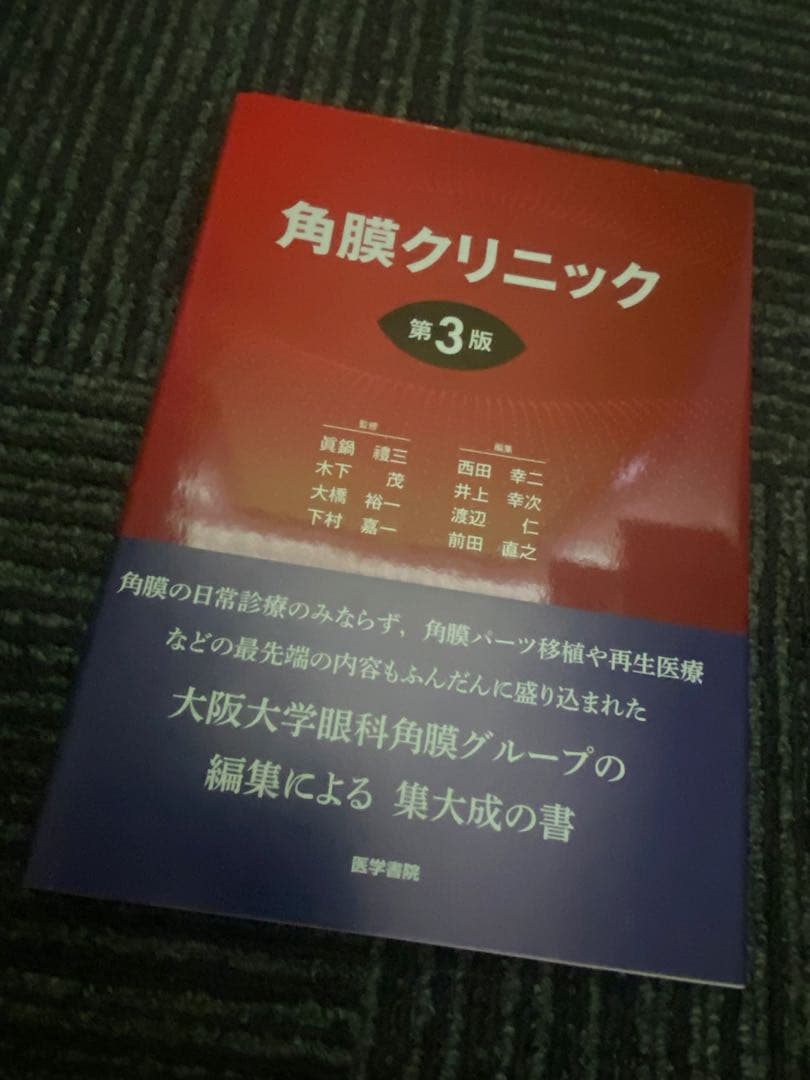 角膜クリニック
第3版
監修
眞鍋 禮三
木下 茂
大橋 裕一
下村 嘉一
編集
西田 幸二
井上 幸次
渡辺 仁
前田 直之
角膜の日常診療のみならず，角膜パーツ移植や再生医療
などの最先端の内容もふんだんに盛り込まれた
大阪大学眼科角膜グループの
編集による 集大成の書
医学書院